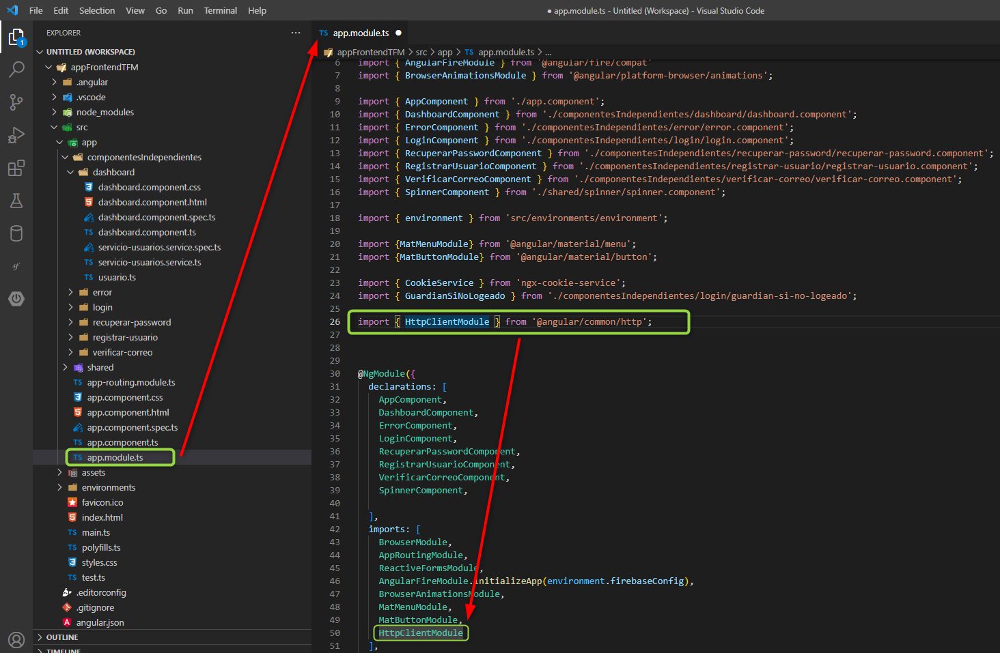 File Edit Selection View Go Run Terminal Help
● app.module.ts - Untitled (Workspace) - Visual Studio Code
1
EXPLORER ...
UNTITLED (WORKSPACE)
appFrontendTFM
.angular
.vscode
node_modules
src
app
componentesIndependientes
dashboard
dashboard.component.css
dashboard.component.html
dashboard.component.spec.ts
TS dashboard.component.ts
servicio-usuarios.service.spec.ts
TS servicio-usuarios.service.ts
TS usuario.ts
error
login
recuperar-password
registrar-usuario
verificar-correo
shared
TS app-routing.module.ts
app.component.css
app.component.html
app.component.spec.ts
TS app.component.ts
TS app.module.ts
assets
environments
favicon.ico
index.html
TS main.ts
TS polyfills.ts
styles.css
TS test.ts
.editorconfig
.gitignore
angular.json
OUTLINE
TIMELINE
TS app.module.ts ●
appFrontendTFM > src > app > TS app.module.ts > ...
6 import { AngularFireModule } from '@angular/fire/compat'
7 import { BrowserAnimationsModule } from '@angular/platform-browser/animations';
8
9 import { AppComponent } from './app.component';
10 import { DashboardComponent } from './componentesIndependientes/dashboard/dashboard.component';
11 import { ErrorComponent } from './componentesIndependientes/error/error.component';
12 import { LoginComponent } from './componentesIndependientes/login/login.component';
13 import { RecuperarPasswordComponent } from './componentesIndependientes/recuperar-password/recuperar-password.component';
14 import { RegistrarUsuarioComponent } from './componentesIndependientes/registrar-usuario/registrar-usuario.component';
15 import { VerificarCorreoComponent } from './componentesIndependientes/verificar-correo/verificar-correo.component';
16 import { SpinnerComponent } from './shared/spinner/spinner.component';
17
18 import { environment } from 'src/environments/environment';
19
20 import {MatMenuModule} from '@angular/material/menu';
21 import {MatButtonModule} from '@angular/material/button';
22
23 import { CookieService } from 'ngx-cookie-service';
24 import { GuardianSiNoLogeado } from './componentesIndependientes/login/guardian-si-no-logeado';
25
26 import { HttpClientModule } from '@angular/common/http';
27
28
29
30 @NgModule({
31 declarations: [
32 AppComponent,
33 DashboardComponent,
34 ErrorComponent,
35 LoginComponent,
36 RecuperarPasswordComponent,
37 RegistrarUsuarioComponent,
38 VerificarCorreoComponent,
39 SpinnerComponent,
40
41 ],
42 imports: [
43 BrowserModule,
44 AppRoutingModule,
45 ReactiveFormsModule,
46 AngularFireModule.initializeApp(environment.firebaseConfig),
47 BrowserAnimationsModule,
48 MatMenuModule,
49 MatButtonModule,
50 HttpClientModule
51 ],